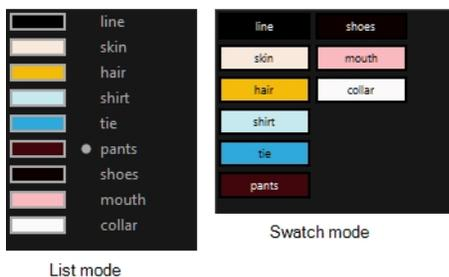 line
skin
hair
shirt
tie
pants
shoes
mouth
collar
List mode
line
shoes
skin
mouth
hair
collar
shirt
tie
pants
Swatch mode